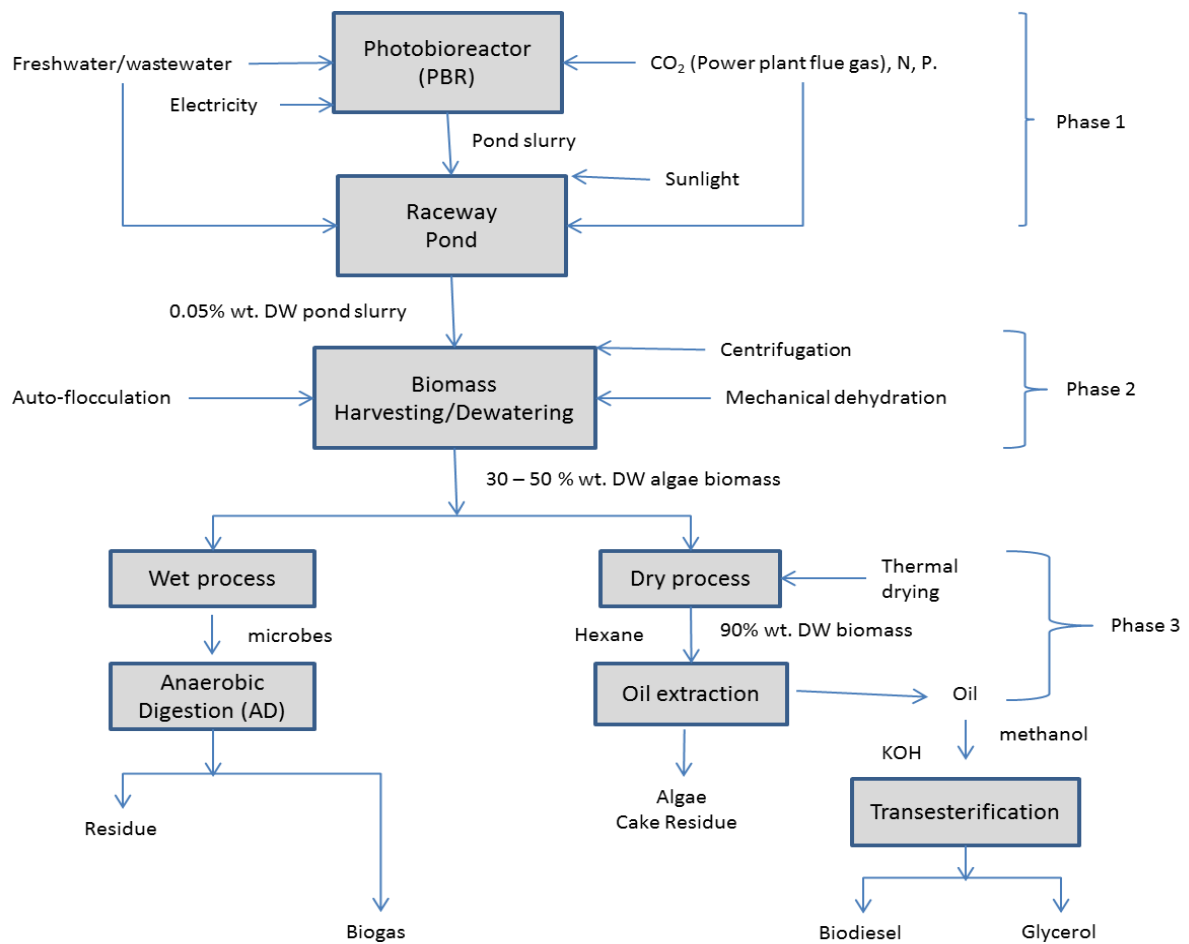 Photobioreactor
(PBR)
Freshwater/wastewater
CO₂ (Power plant flue gas), N, P.
Electricity
Phase 1
Pond slurry
Sunlight
Raceway
Pond
0.05% wt. DW pond slurry
Centrifugation
Biomass
Harvesting/Dewatering
Auto-flocculation
Mechanical dehydration
Phase 2
30 – 50 % wt. DW algae biomass
Wet process
Dry process
Thermal
drying
microbes
Hexane
90% wt. DW biomass
Phase 3
Anaerobic
Digestion (AD)
Oil extraction
Oil
methanol
KOH
Residue
Algae
Cake Residue
Transesterification
Biogas
Biodiesel
Glycerol